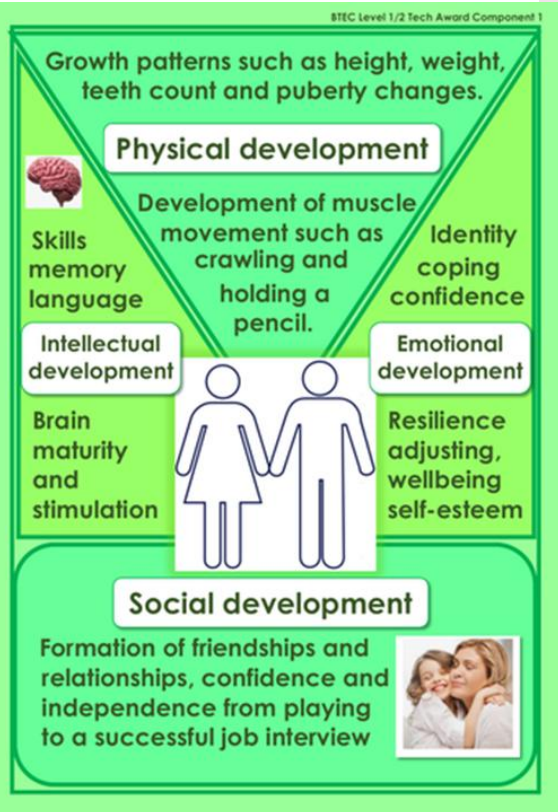 BTEC Level 1/2 Tech Award Component 1
Growth patterns such as height, weight,
teeth count and puberty changes.
Physical development
Development of muscle
movement such as
crawling and
holding a
pencil.
Skills
memory
language
Intellectual
development
Brain
maturity
and
stimulation
Identity
coping
confidence
Emotional
development
Resilience
adjusting,
wellbeing
self-esteem
Social development
Formation of friendships and
relationships, confidence and
independence from playing
to a successful job interview